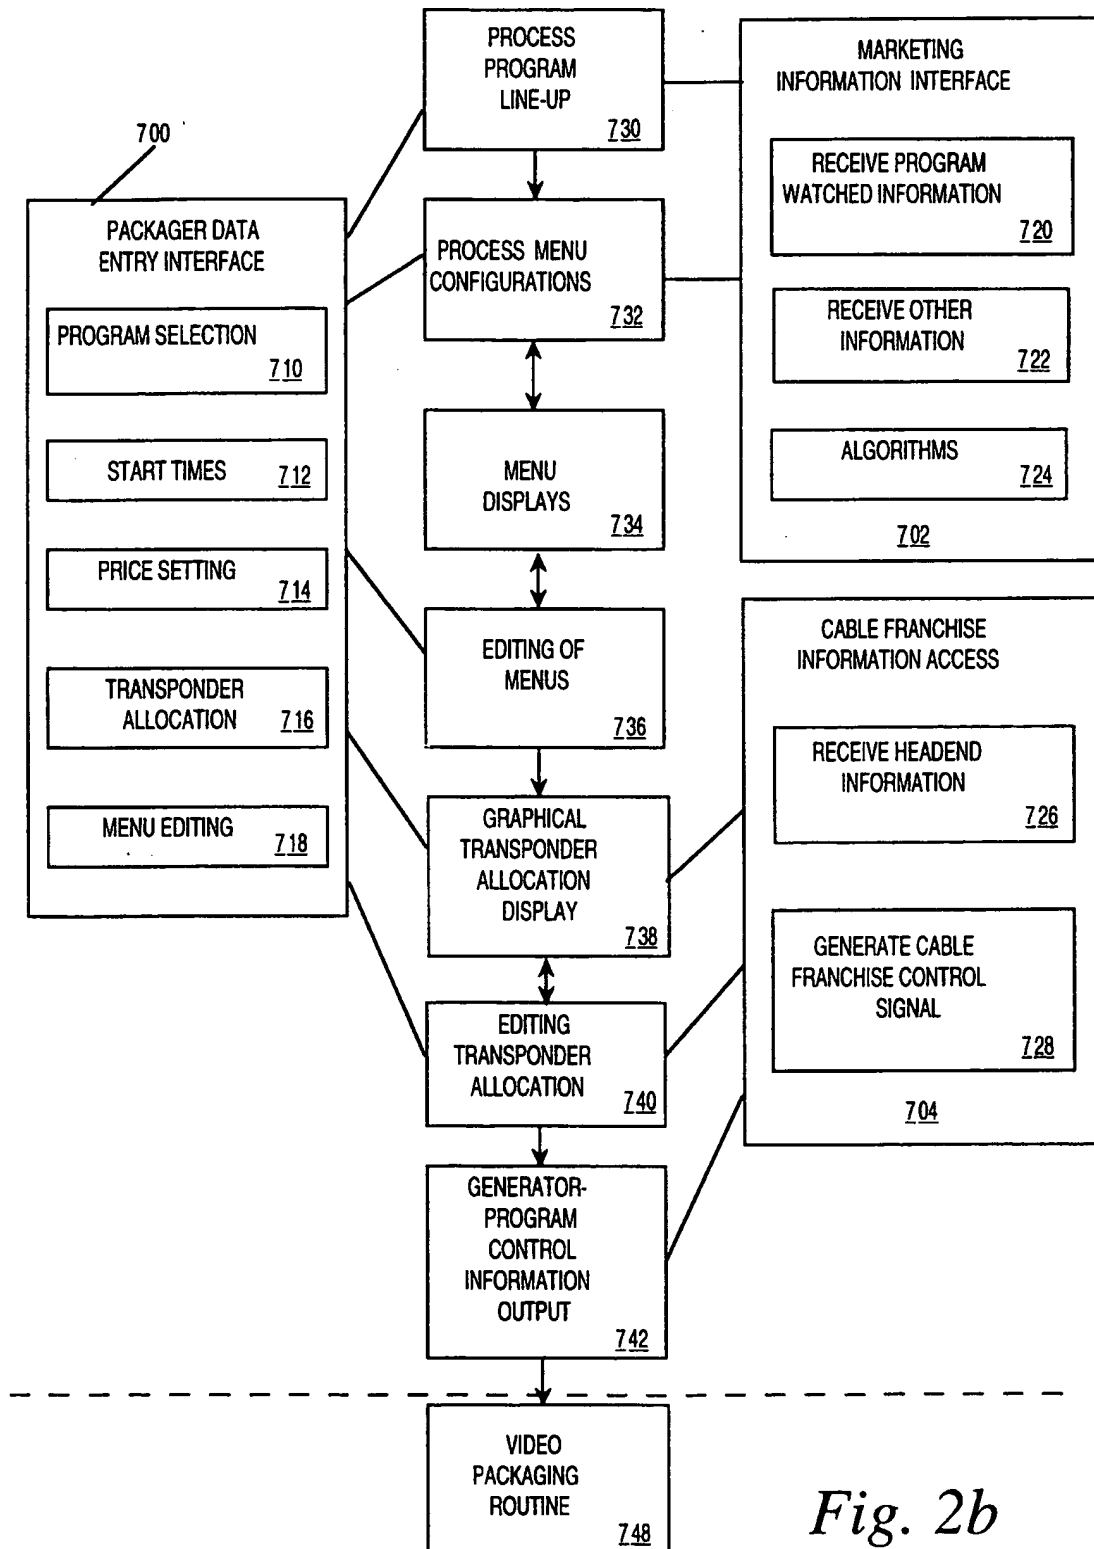 700
PACKAGER DATA
ENTRY INTERFACE
PROGRAM SELECTION
710
START TIMES 712
PRICE SETTING
714
TRANSPONDER
ALLOCATION 716
MENU EDITING 718
PROCESS
PROGRAM
LINE-UP
730
PROCESS MENU
CONFIGURATIONS
732
MENU
DISPLAYS
734
EDITING OF
MENUS
736
GRAPHICAL
TRANSPONDER
ALLOCATION
DISPLAY
738
EDITING
TRANSPONDER
ALLOCATION
740
GENERATOR-
PROGRAM
CONTROL
INFORMATION
OUTPUT
742
VIDEO
PACKAGING
ROUTINE
748
MARKETING
INFORMATION INTERFACE
RECEIVE PROGRAM
WATCHED INFORMATION
720
RECEIVE OTHER
INFORMATION
722
ALGORITHMS
724
702
CABLE FRANCHISE
INFORMATION ACCESS
RECEIVE HEADEND
INFORMATION
726
GENERATE CABLE
FRANCHISE CONTROL
SIGNAL
728
704
Fig. 2b